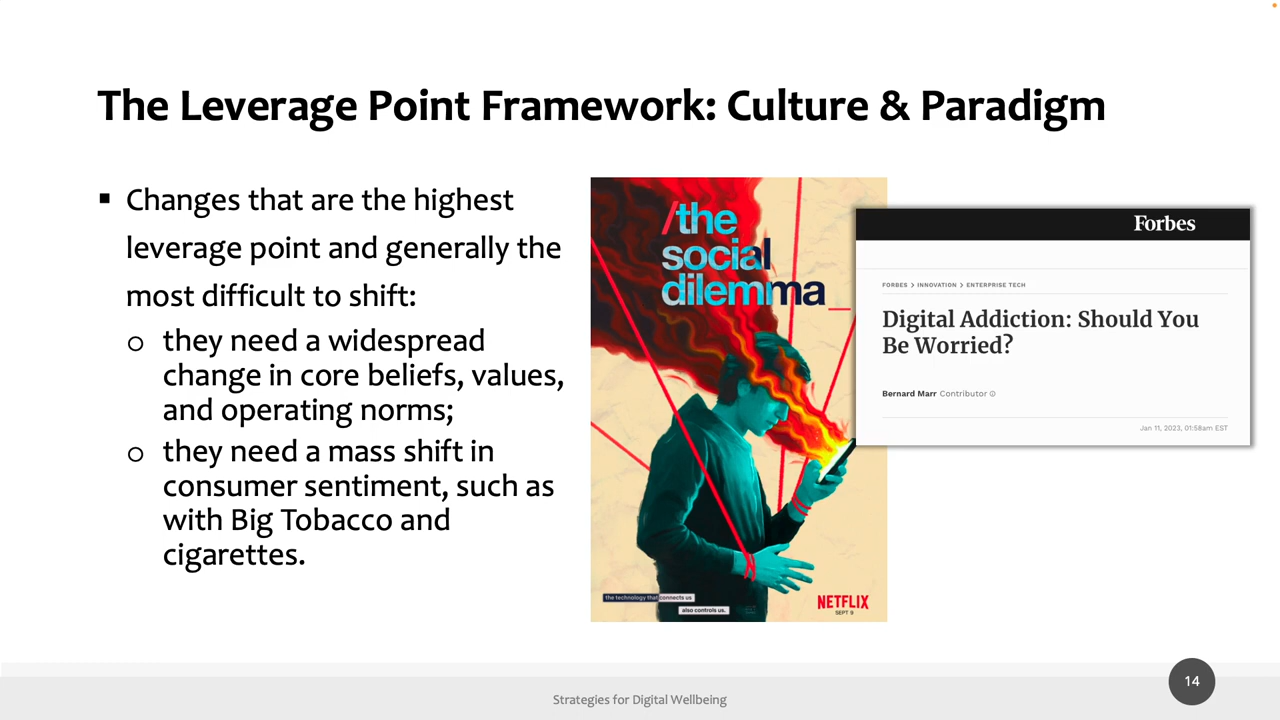 The Leverage Point Framework: Culture & Paradigm
▪ Changes that are the highest
leverage point and generally the
most difficult to shift:
o they need a widespread
change in core beliefs, values,
and operating norms;
o they need a mass shift in
consumer sentiment, such as
with Big Tobacco and
cigarettes.
/the
social
dilemma_
the technology that connects us
also controls us.
NETFLIX
SEPT 9
Forbes
FORBES > INNOVATION > ENTERPRISE TECH
Digital Addiction: Should You
Be Worried?
Bernard Marr Contributor
Jan 11, 2023, 01:58am EST
Strategies for Digital Wellbeing
14